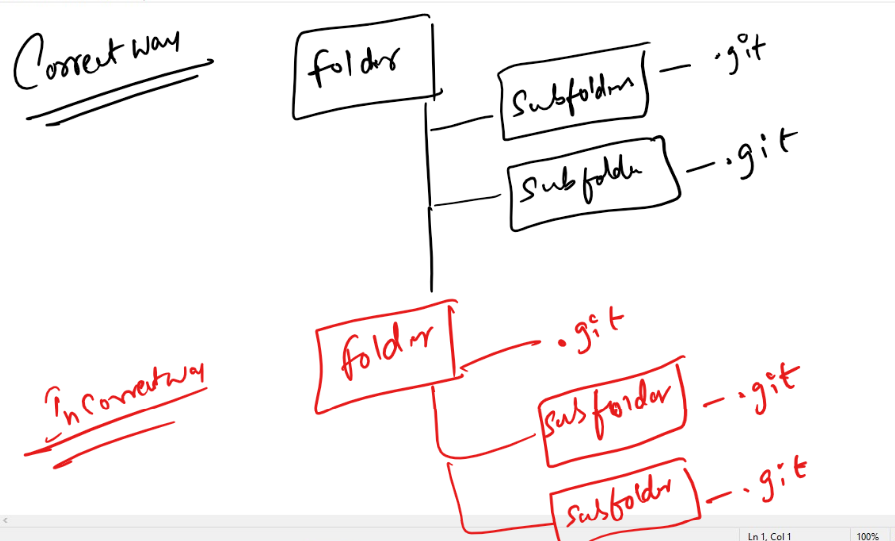 Correct way
folder
subfolders
.git
subfolder
.git
folder
.git
Incorrect way
subfolder
.git
subfolder
.git
Ln 1, Col 1
100%